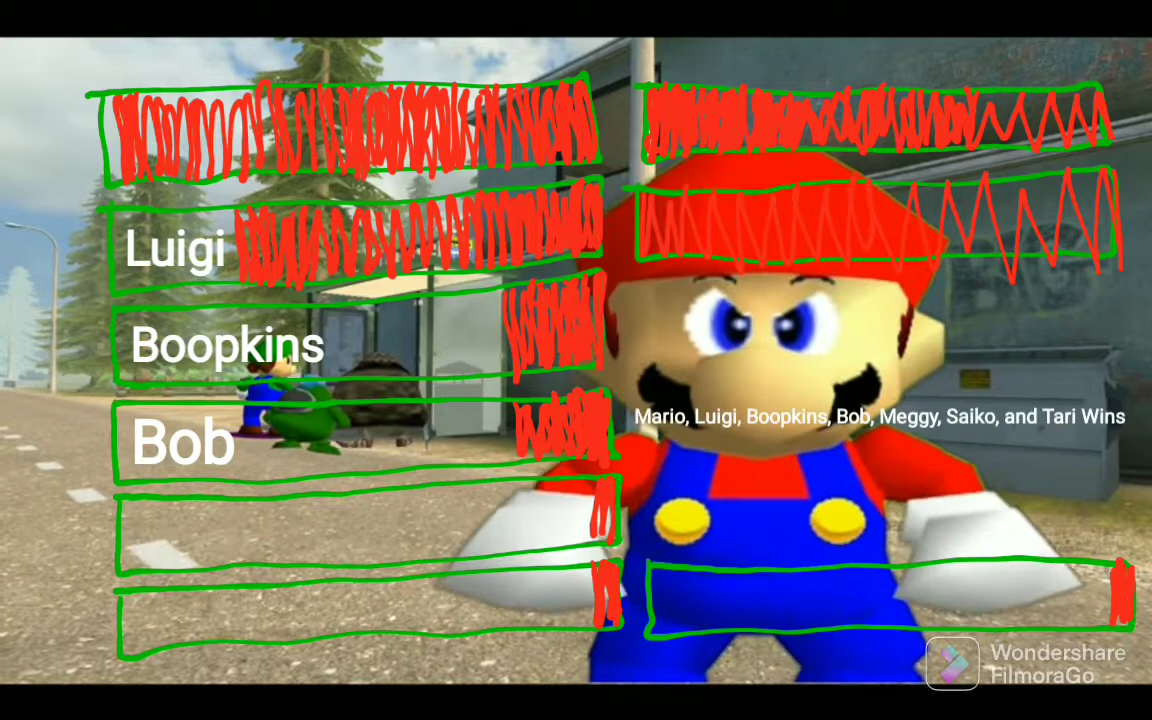 Luigi
Boopkins
Bob
Mario, Luigi, Boopkins, Bob, Meggy, Saiko, and Tari Wins
Wondershare
FilmoraGo